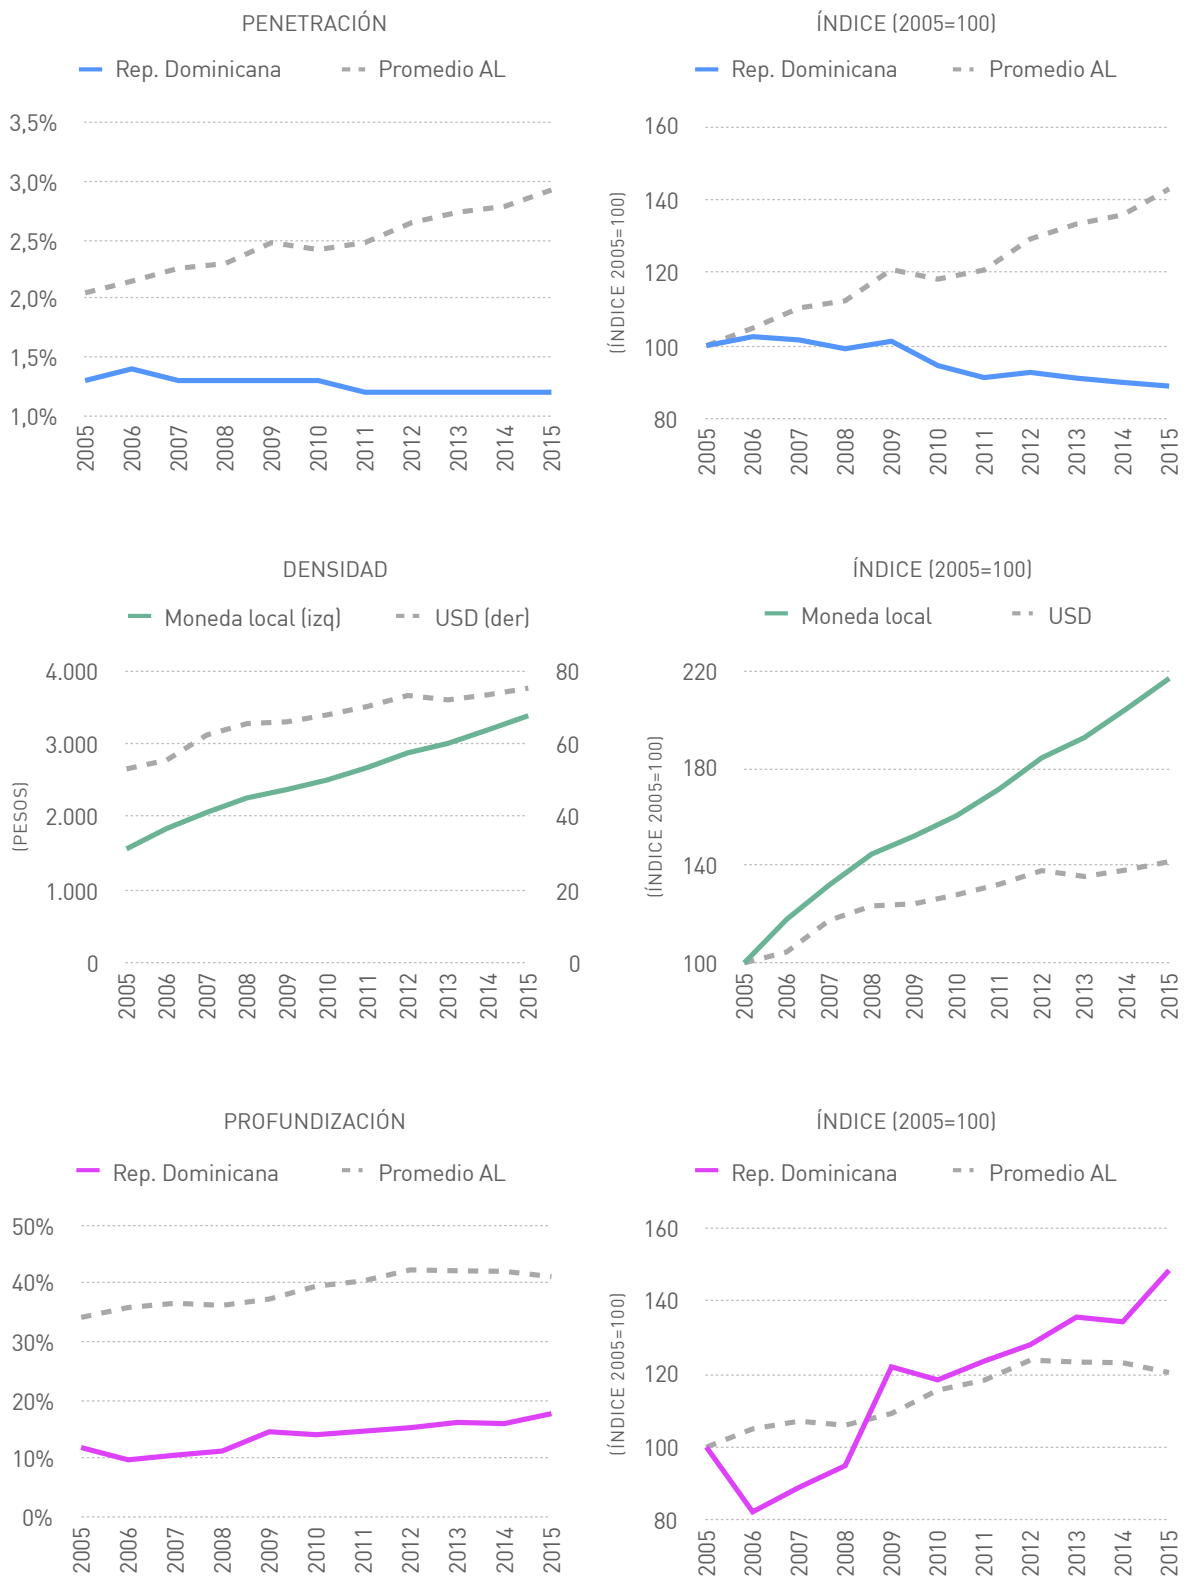 PENETRACIÓN
Rep. Dominicana Promedio AL
3,5%
3,0%
2,5%
2,0%
1,5%
1,0%
2005 2006 2007 2008 2009 2010 2011 2012 2013 2014 2015
ÍNDICE (2005=100)
Rep. Dominicana Promedio AL
(ÍNDICE 2005=100)
160
140
120
100
80
2005 2006 2007 2008 2009 2010 2011 2012 2013 2014 2015
DENSIDAD
Moneda local (izq) USD (der)
(PESOS)
4.000 80
3.000 60
2.000 40
1.000 20
0 0
2005 2006 2007 2008 2009 2010 2011 2012 2013 2014 2015
ÍNDICE (2005=100)
Moneda local USD
(ÍNDICE 2005=100)
220
180
140
100
2005 2006 2007 2008 2009 2010 2011 2012 2013 2014 2015
PROFUNDIZACIÓN
Rep. Dominicana Promedio AL
50%
40%
30%
20%
10%
0%
2005 2006 2007 2008 2009 2010 2011 2012 2013 2014 2015
ÍNDICE (2005=100)
Rep. Dominicana Promedio AL
(ÍNDICE 2005=100)
160
140
120
100
80
2005 2006 2007 2008 2009 2010 2011 2012 2013 2014 2015